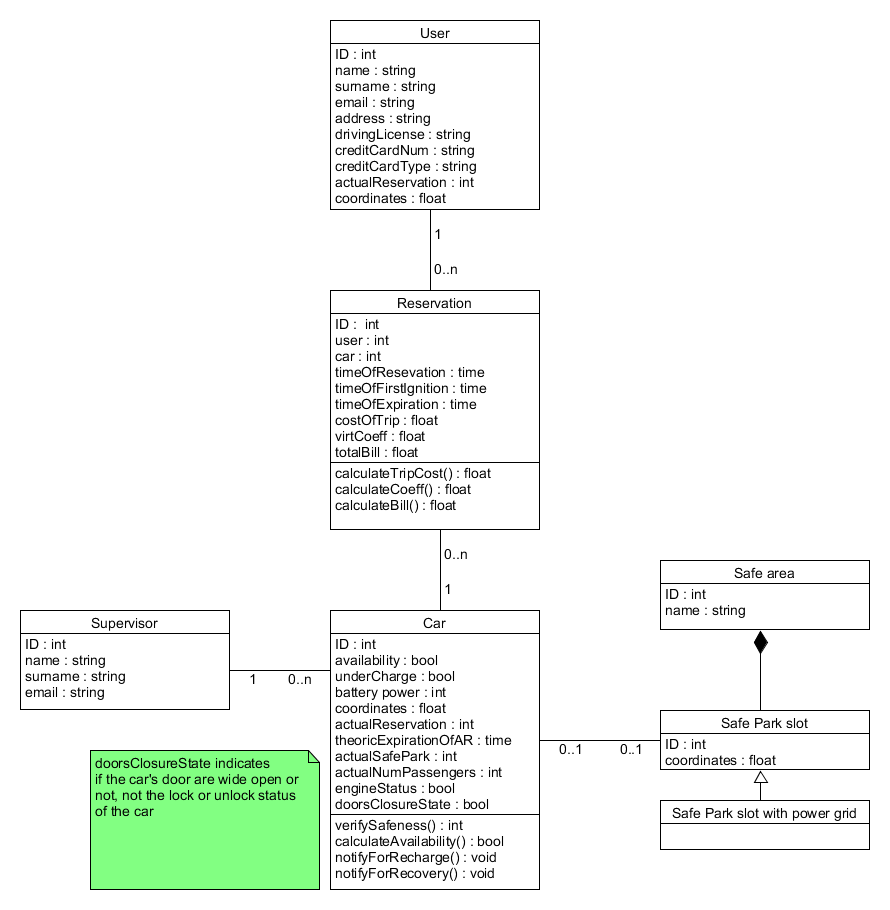 User
ID : int
name : string
surname : string
email : string
address : string
drivingLicense : string
creditCardNum : string
creditCardType : string
actualReservation : int
coordinates : float
1
0..n
Reservation
ID :  int
user : int
car : int
timeOfResevation : time
timeOfFirstIgnition : time
timeOfExpiration : time
costOfTrip : float
virtCoeff : float
totalBill : float
calculateTripCost() : float
calculateCoeff() : float
calculateBill() : float
0..n
1
Supervisor
ID : int
name : string
surname : string
email : string
1
0..n
Car
ID : int
availability : bool
underCharge : bool
battery power : int
coordinates : float
actualReservation : int
theoricExpirationOfAR : time
actualSafePark : int
actualNumPassengers : int
engineStatus : bool
doorsClosureState : bool
verifySafeness() : int
calculateAvailability() : bool
notifyForRecharge() : void
notifyForRecovery() : void
0..1
0..1
Safe area
ID : int
name : string
Safe Park slot
ID : int
coordinates : float
Safe Park slot with power grid
doorsClosureState indicates
if the car's door are wide open or
not, not the lock or unlock status
of the car